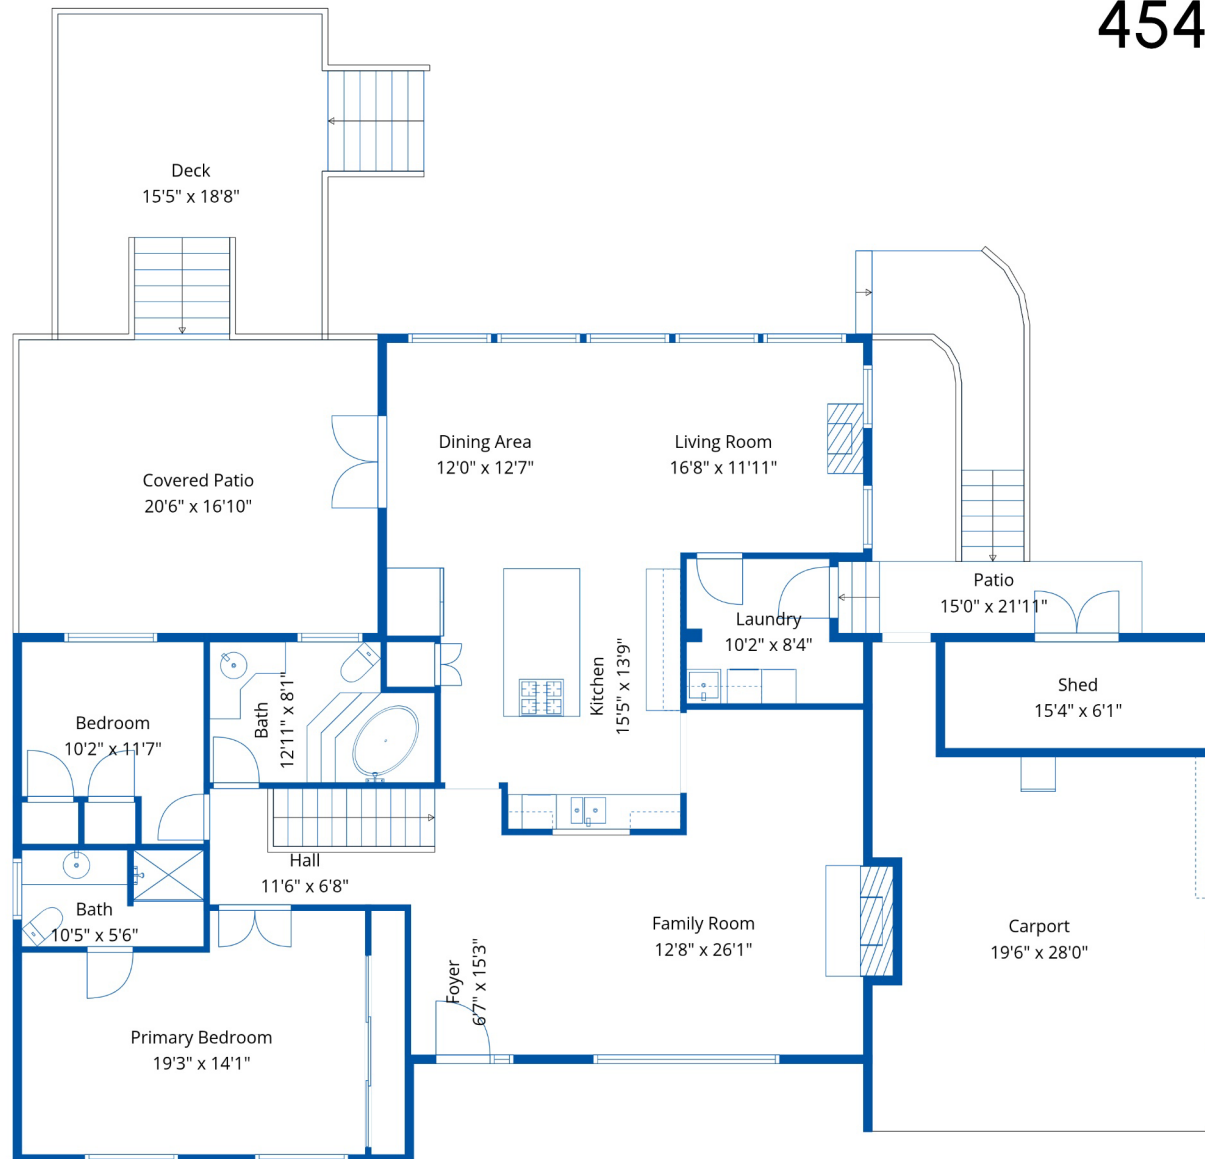 454
Deck
15'5" x 18'8"
Dining Area
12'0" x 12'7"
Living Room
16'8" x 11'11"
Covered Patio
20'6" x 16'10"
Patio
15'0" x 21'11"
Laundry
10'2" x 8'4"
Kitchen
15'5" x 13'9"
Shed
15'4" x 6'1"
Bedroom
10'2" x 11'7"
Bath
12'11" x 8'1"
Hall
11'6" x 6'8"
Bath
10'5" x 5'6"
Family Room
12'8" x 26'1"
Carport
19'6" x 28'0"
Foyer
6'7" x 15'3"
Primary Bedroom
19'3" x 14'1"